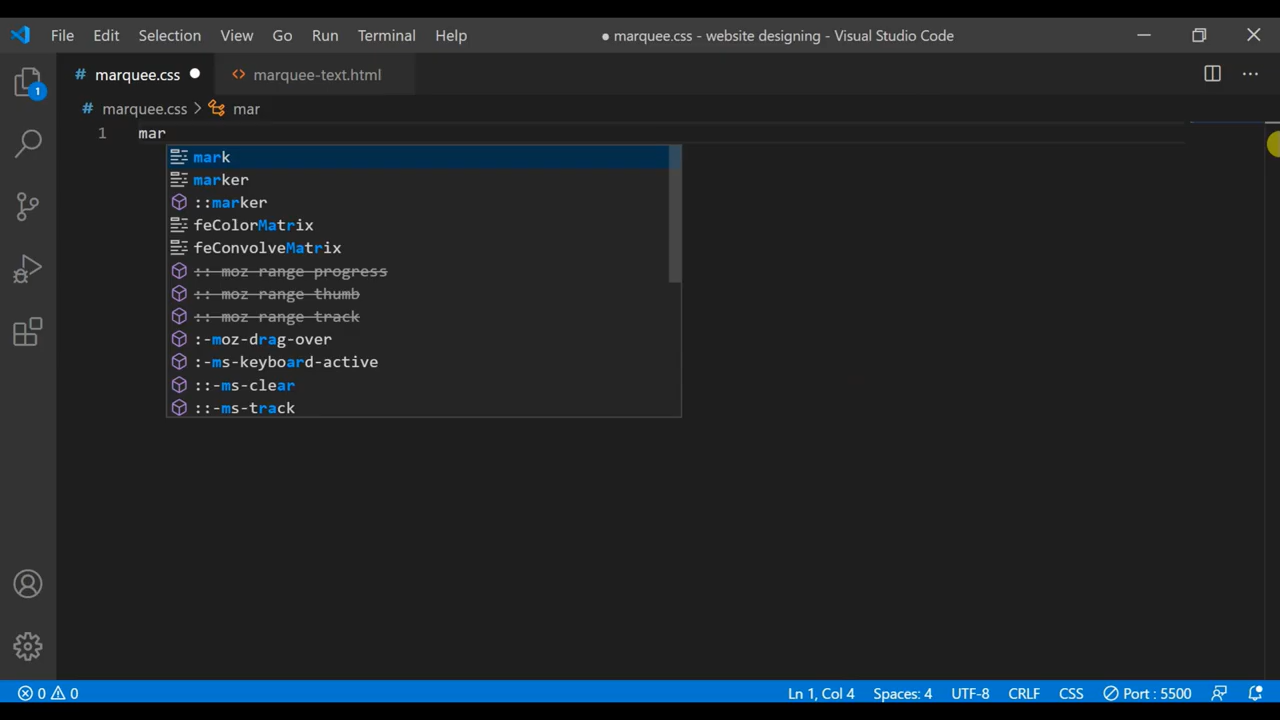 File Edit Selection View Go Run Terminal Help ● marquee.css - website designing - Visual Studio Code
# marquee.css ● <> marquee-text.html
1
# marquee.css > mar
1 mar
mark
marker
::marker
feColorMatrix
feConvolveMatrix
::-moz-range-progress
::-moz-range-thumb
::-moz-range-track
:-moz-drag-over
:-ms-keyboard-active
::-ms-clear
::-ms-track
0 0 Ln 1, Col 4 Spaces: 4 UTF-8 CRLF CSS Port : 5500